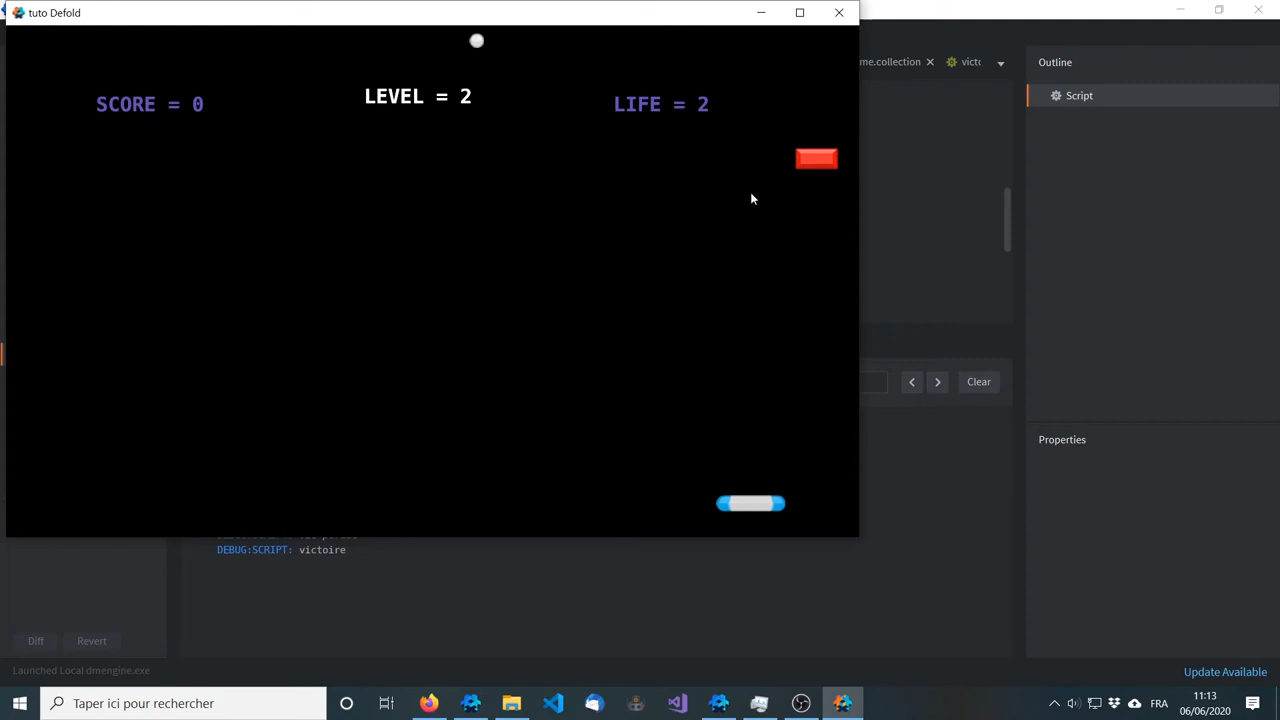 tuto Defold
SCORE = 0
LEVEL = 2
LIFE = 2
me.collection
victo
Outline
Script
Clear
Properties
DEBUG:SCRIPT: victoire
Diff
Revert
Launched Local dmengine.exe
Update Available
Taper ici pour rechercher
FRA
11:13
06/06/2020